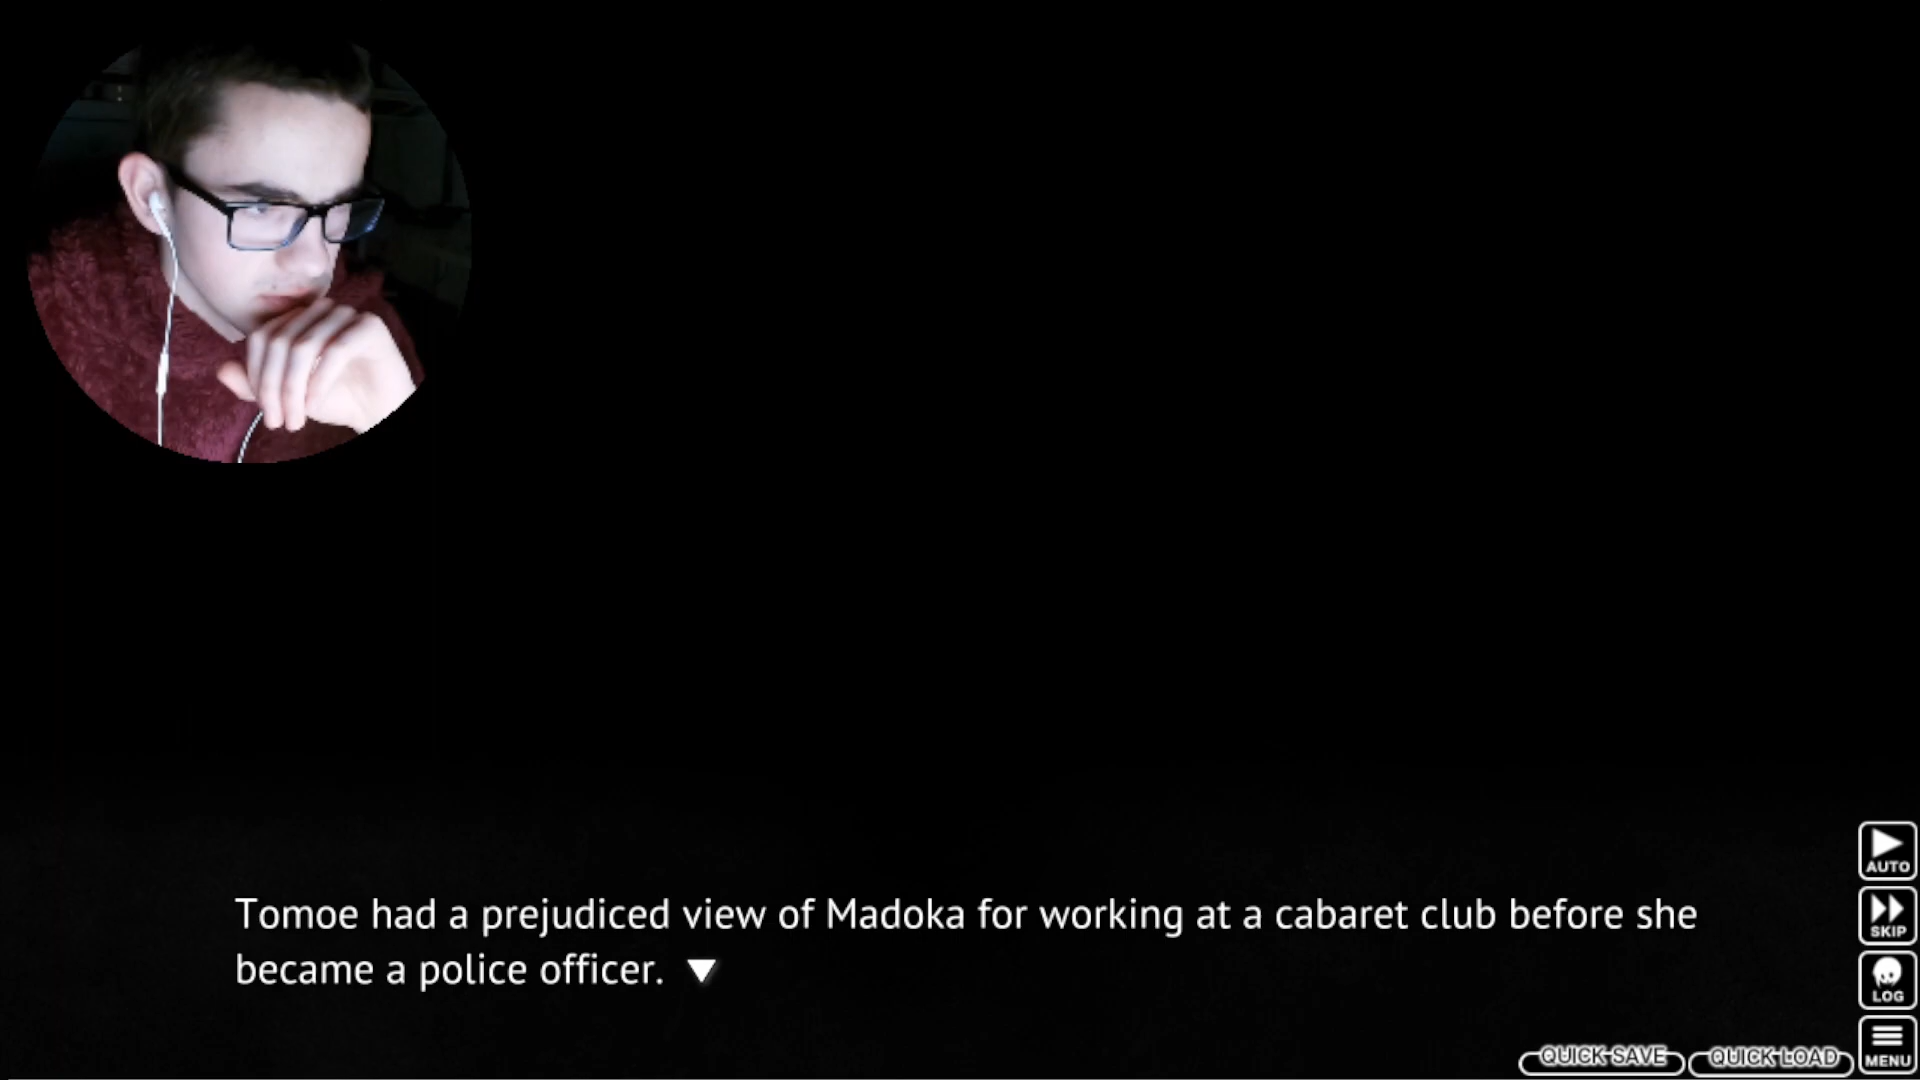 Tomoe had a prejudiced view of Madoka for working at a cabaret club before she
became a police officer.
AUTO
SKIP
LOG
MENU
QUICK SAVE
QUICK LOAD